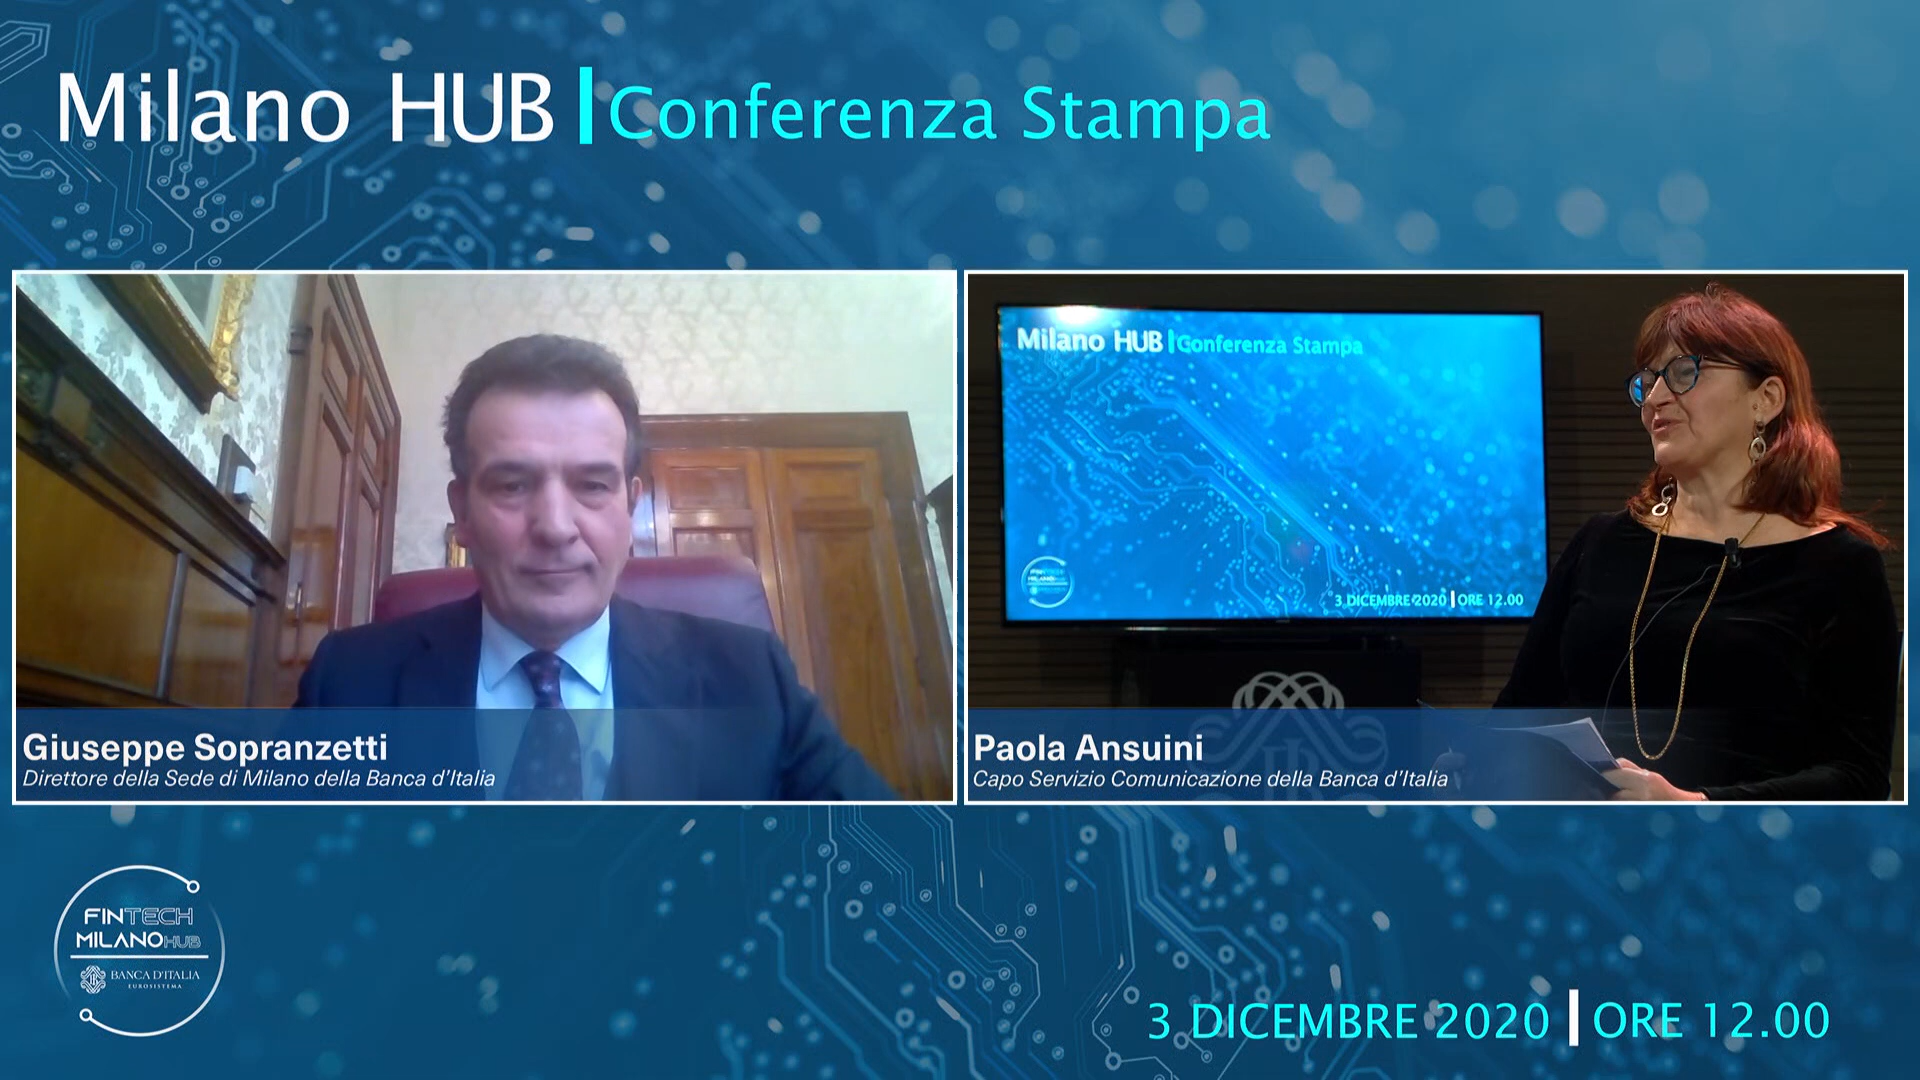 Milano HUB | Conferenza Stampa
Milano HUB | Conferenza Stampa
3 DICEMBRE 2020 | ORE 12.00
Giuseppe Sopranzetti
Direttore della Sede di Milano della Banca d'Italia
Paola Ansuini
Capo Servizio Comunicazione della Banca d'Italia
FINTECH
MILANO HUB
BANCA D'ITALIA
EUROSISTEMA
3 DICEMBRE 2020 | ORE 12.00